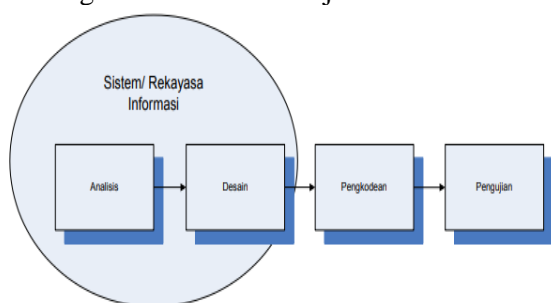 Sistem/ Rekayasa
Informasi
Analisis
Desain
Pengkodean
Pengujian